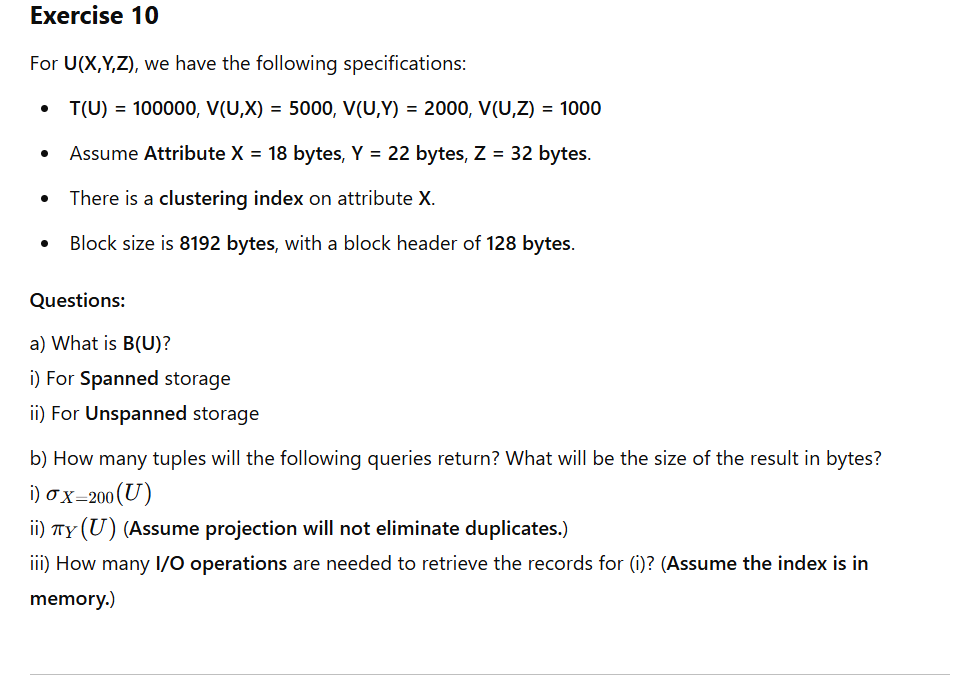 Exercise 10
For U(X,Y,Z), we have the following specifications:
• T(U) = 100000, V(U,X) = 5000, V(U,Y) = 2000, V(U,Z) = 1000
• Assume Attribute X = 18 bytes, Y = 22 bytes, Z = 32 bytes.
• There is a clustering index on attribute X.
• Block size is 8192 bytes, with a block header of 128 bytes.
Questions:
a) What is B(U)?
i) For Spanned storage
ii) For Unspanned storage
b) How many tuples will the following queries return? What will be the size of the result in bytes?
i) σ_{X=200}(U)
ii) π_Y(U) (Assume projection will not eliminate duplicates.)
iii) How many I/O operations are needed to retrieve the records for (i)? (Assume the index is in
memory.)